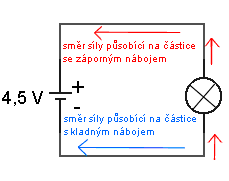 směr síly působící na částice
se záporným nábojem
4,5 V
+
-
směr síly působící na částice
s kladným nábojem